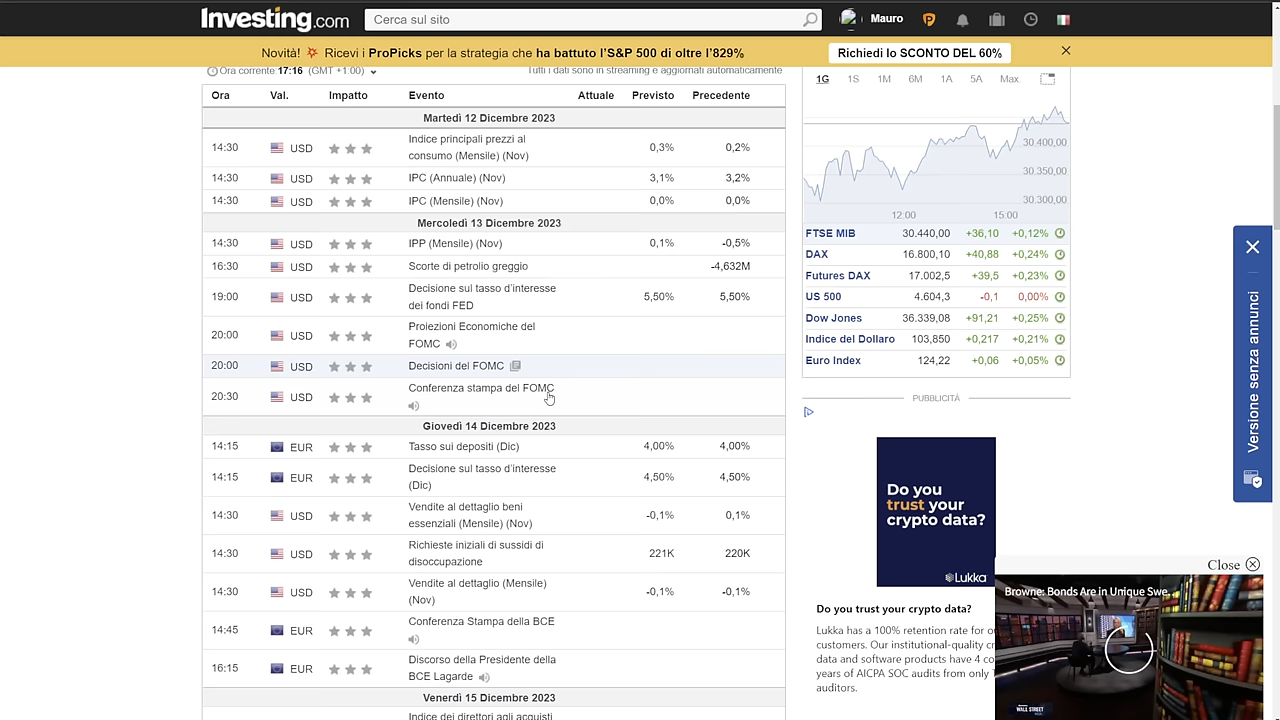 Investing.com
Cerca sul sito
Mauro
Novità! Ricevi i ProPicks per la strategia che ha battuto l'S&P 500 di oltre l'829%
Richiedi lo SCONTO DEL 60%
Ora corrente 17:16 (GMT +1:00)
Tutti i dati sono in streaming e aggiornati automaticamente
Ora Val. Impatto Evento Attuale Previsto Precedente
Martedì 12 Dicembre 2023
14:30 USD Indice principali prezzi al
consumo (Mensile) (Nov) 0,3% 0,2%
14:30 USD IPC (Annuale) (Nov) 3,1% 3,2%
14:30 USD IPC (Mensile) (Nov) 0,0% 0,0%
Mercoledì 13 Dicembre 2023
14:30 USD IPP (Mensile) (Nov) 0,1% -0,5%
16:30 USD Scorte di petrolio greggio -4,632M
19:00 USD Decisione sul tasso d'interesse
dei fondi FED 5,50% 5,50%
20:00 USD Proiezioni Economiche del
FOMC
20:00 USD Decisioni del FOMC
20:30 USD Conferenza stampa del FOMC
Giovedì 14 Dicembre 2023
14:15 EUR Tasso sui depositi (Dic) 4,00% 4,00%
14:15 EUR Decisione sul tasso d'interesse
(Dic) 4,50% 4,50%
14:30 USD Vendite al dettaglio beni
essenziali (Mensile) (Nov) -0,1% 0,1%
14:30 USD Richieste iniziali di sussidi di
disoccupazione 221K 220K
14:30 USD Vendite al dettaglio (Mensile)
(Nov) -0,1% -0,1%
14:45 EUR Conferenza Stampa della BCE
16:15 EUR Discorso della Presidente della
BCE Lagarde
Venerdì 15 Dicembre 2023
Indice dei direttori agli acquisti
1G 1S 1M 6M 1A 5A Max
30.400,00
30.350,00
30.300,00
12:00 15:00
FTSE MIB 30.440,00 +36,10 +0,12%
DAX 16.800,10 +40,88 +0,24%
Futures DAX 17.002,5 +39,5 +0,23%
US 500 4.604,3 -0,1 0,00%
Dow Jones 36.339,08 +91,21 +0,25%
Indice del Dollaro 103,850 +0,217 +0,21%
Euro Index 124,22 +0,06 +0,05%
PUBBLICITÀ
Do you
trust your
crypto data?
Lukka
Do you trust your crypto data?
Lukka has a 100% retention rate for
customers. Our institutional-quality
data and software products have 4
years of AICPA SOC audits from only
auditors.
Versione senza annunci
Close
Browne: Bonds Are in Unique Swe...
WALL STREET